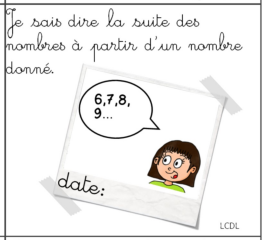 Je sais dire la suite des
nombres à partir d'un nombre
donné.
6,7,8,
9...
date:
LCDL